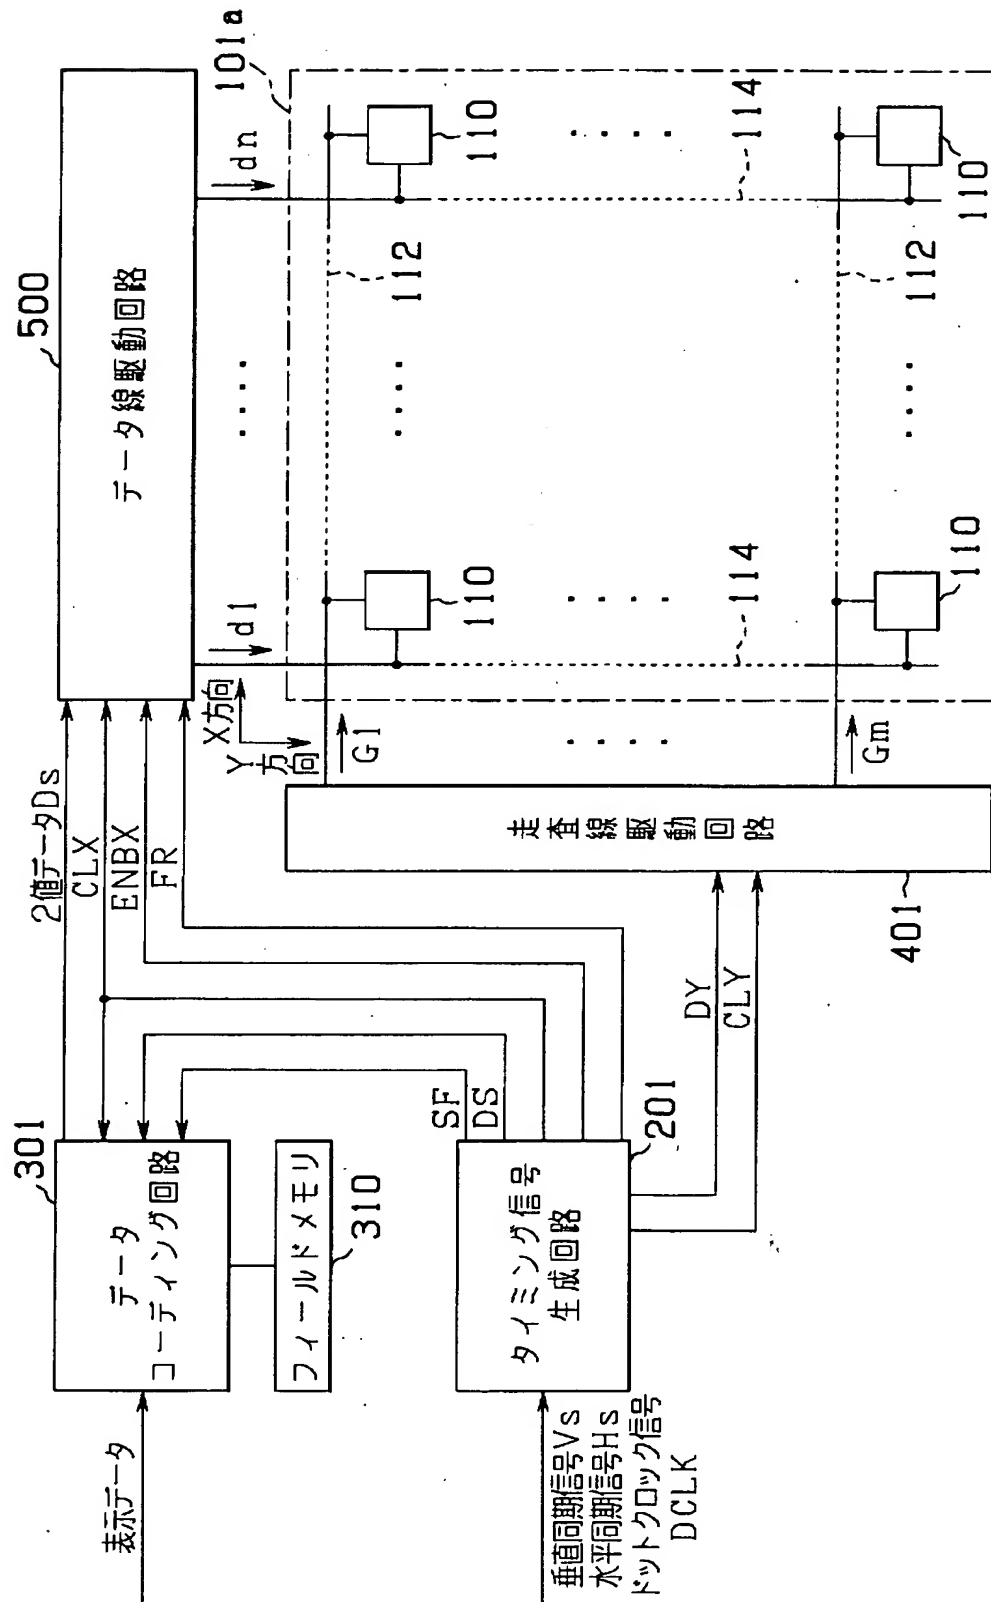 表示データ
301
データ
コーディング回路
フィールドメモリ
310
垂直同期信号Vs
水平同期信号Hs
ドットクロック信号
DCLK
タイミング信号
生成回路
201
SF
DS
2値データDs
CLX
ENBX
FR
DY
CLY
500
データ線駆動回路
X方向
Y方向
d1
dn
101a
走査線駆動回路
401
G1
Gm
110
110
112
114
114
110
110
112